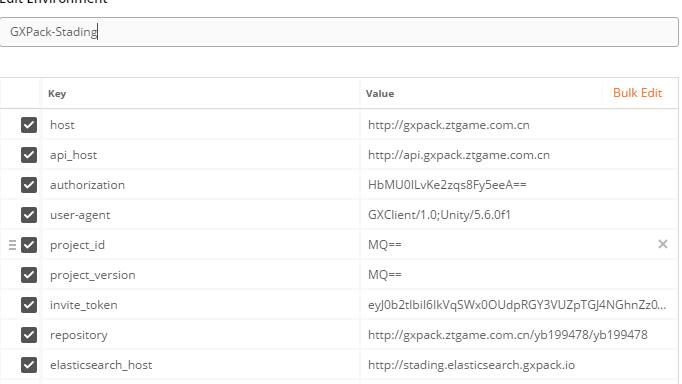 Edit Environment
GXPack-Stading
Key Value Bulk Edit
host http://gxpack.ztgame.com.cn
api_host http://api.gxpack.ztgame.com.cn
authorization HbMU0ILvKe2zqs8Fy5eeA==
user-agent GXClient/1.0;Unity/5.6.0f1
project_id MQ==
project_version MQ==
invite_token eyJ0b2tlbiI6IkVqSWx0OUdpRGY3VUZpTGJ4NGhnZz0...
repository http://gxpack.ztgame.com.cn/yb199478/yb199478
elasticsearch_host http://stading.elasticsearch.gxpack.io